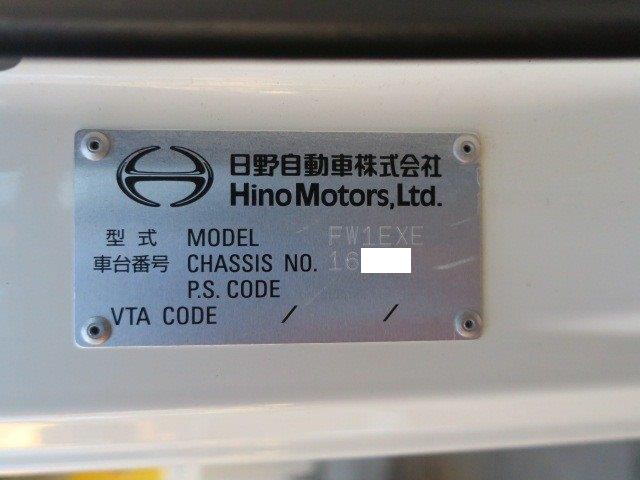 日野自動車株式会社
Hino Motors, Ltd.
型式 MODEL FW1EXE
車台番号 CHASSIS NO. 16
P.S. CODE
VTA CODE / /